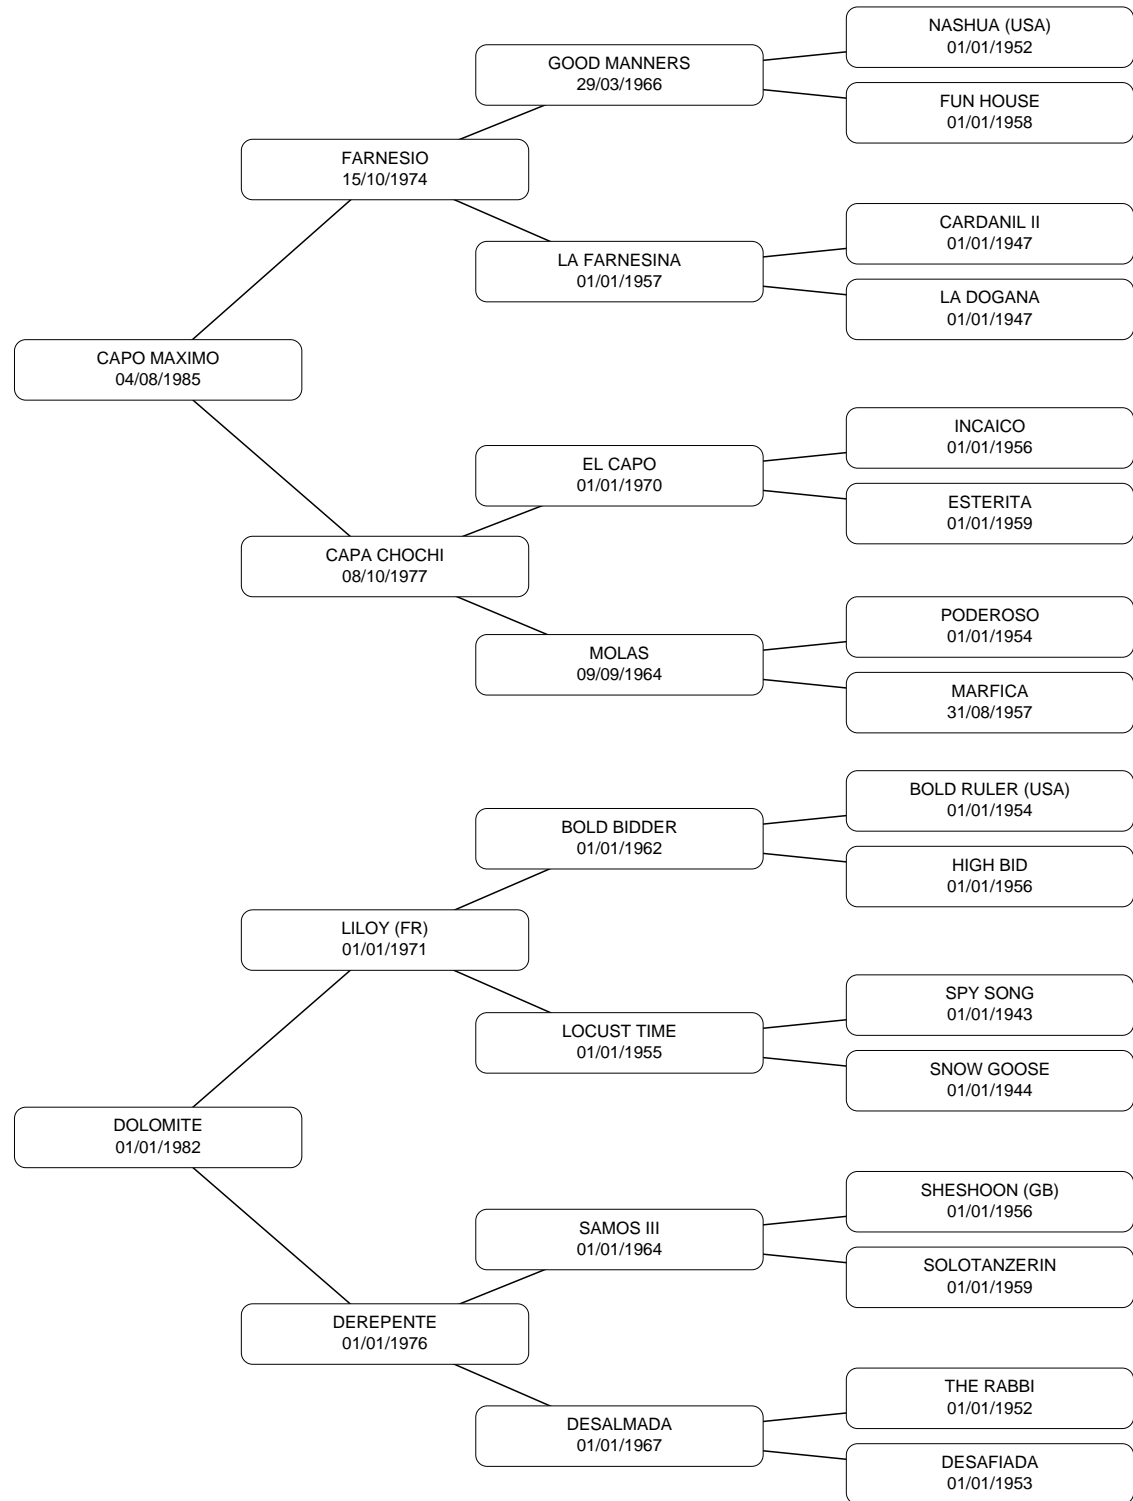 NASHUA (USA)
01/01/1952
GOOD MANNERS
29/03/1966
FUN HOUSE
01/01/1958
FARNESIO
15/10/1974
CARDANIL II
01/01/1947
LA FARNESINA
01/01/1957
LA DOGANA
01/01/1947
CAPO MAXIMO
04/08/1985
INCAICO
01/01/1956
EL CAPO
01/01/1970
ESTERITA
01/01/1959
CAPA CHOCHI
08/10/1977
PODEROSO
01/01/1954
MOLAS
09/09/1964
MARFICA
31/08/1957
BOLD RULER (USA)
01/01/1954
BOLD BIDDER
01/01/1962
HIGH BID
01/01/1956
LILOY (FR)
01/01/1971
SPY SONG
01/01/1943
LOCUST TIME
01/01/1955
SNOW GOOSE
01/01/1944
DOLOMITE
01/01/1982
SHESHOON (GB)
01/01/1956
SAMOS III
01/01/1964
SOLOTANZERIN
01/01/1959
DEREPENTE
01/01/1976
THE RABBI
01/01/1952
DESALMADA
01/01/1967
DESAFIADA
01/01/1953